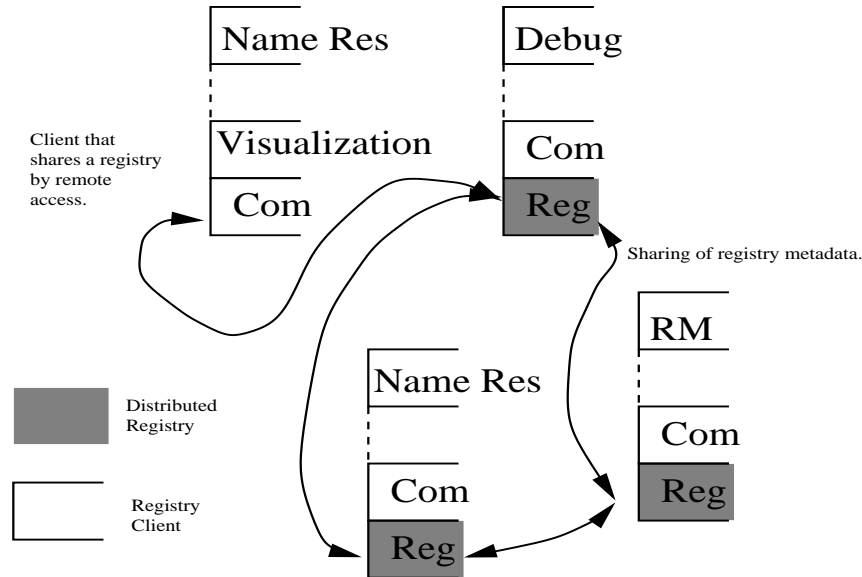 Name Res
Debug
Client that
shares a registry
by remote
access.
Visualization
Com
Com
Reg
Sharing of registry metadata.
RM
Name Res
Distributed
Registry
Com
Reg
Com
Reg
Registry
Client